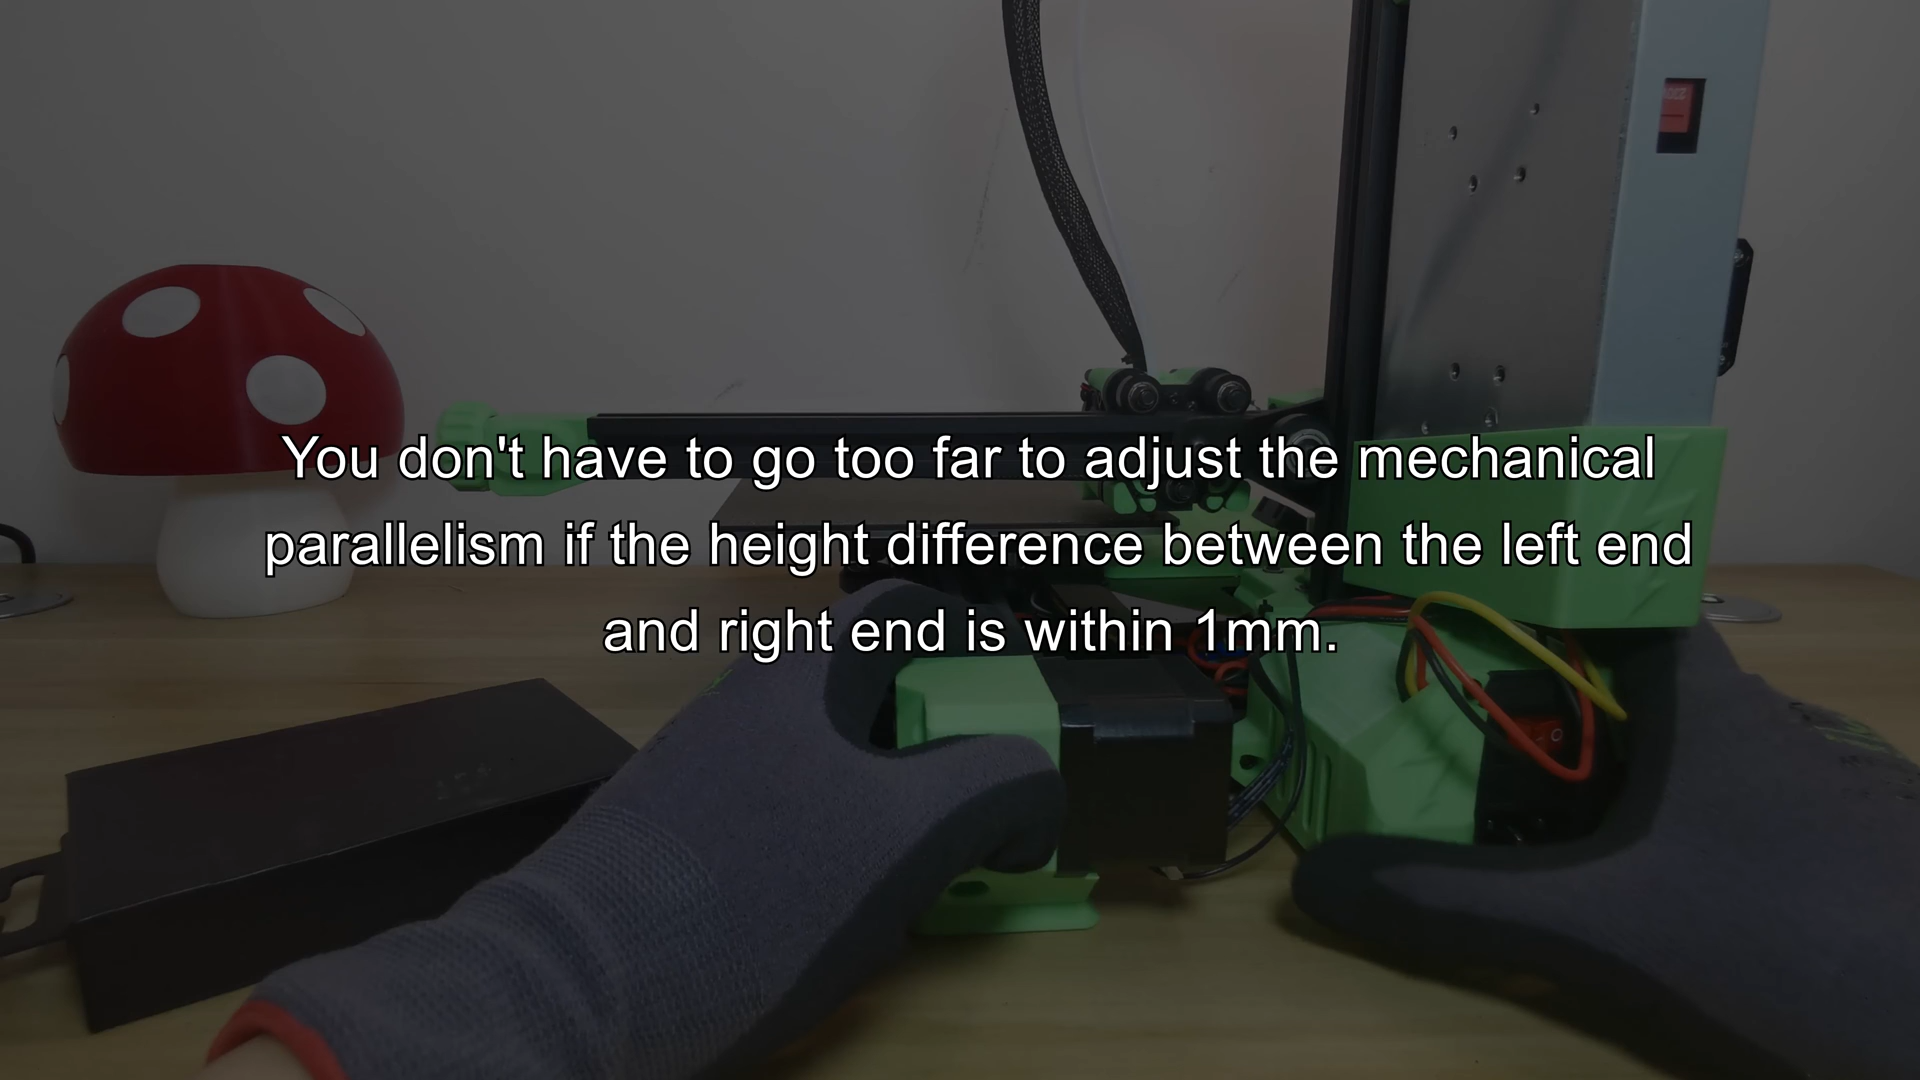 You don't have to go too far to adjust the mechanical
parallelism if the height difference between the left end
and right end is within 1mm.